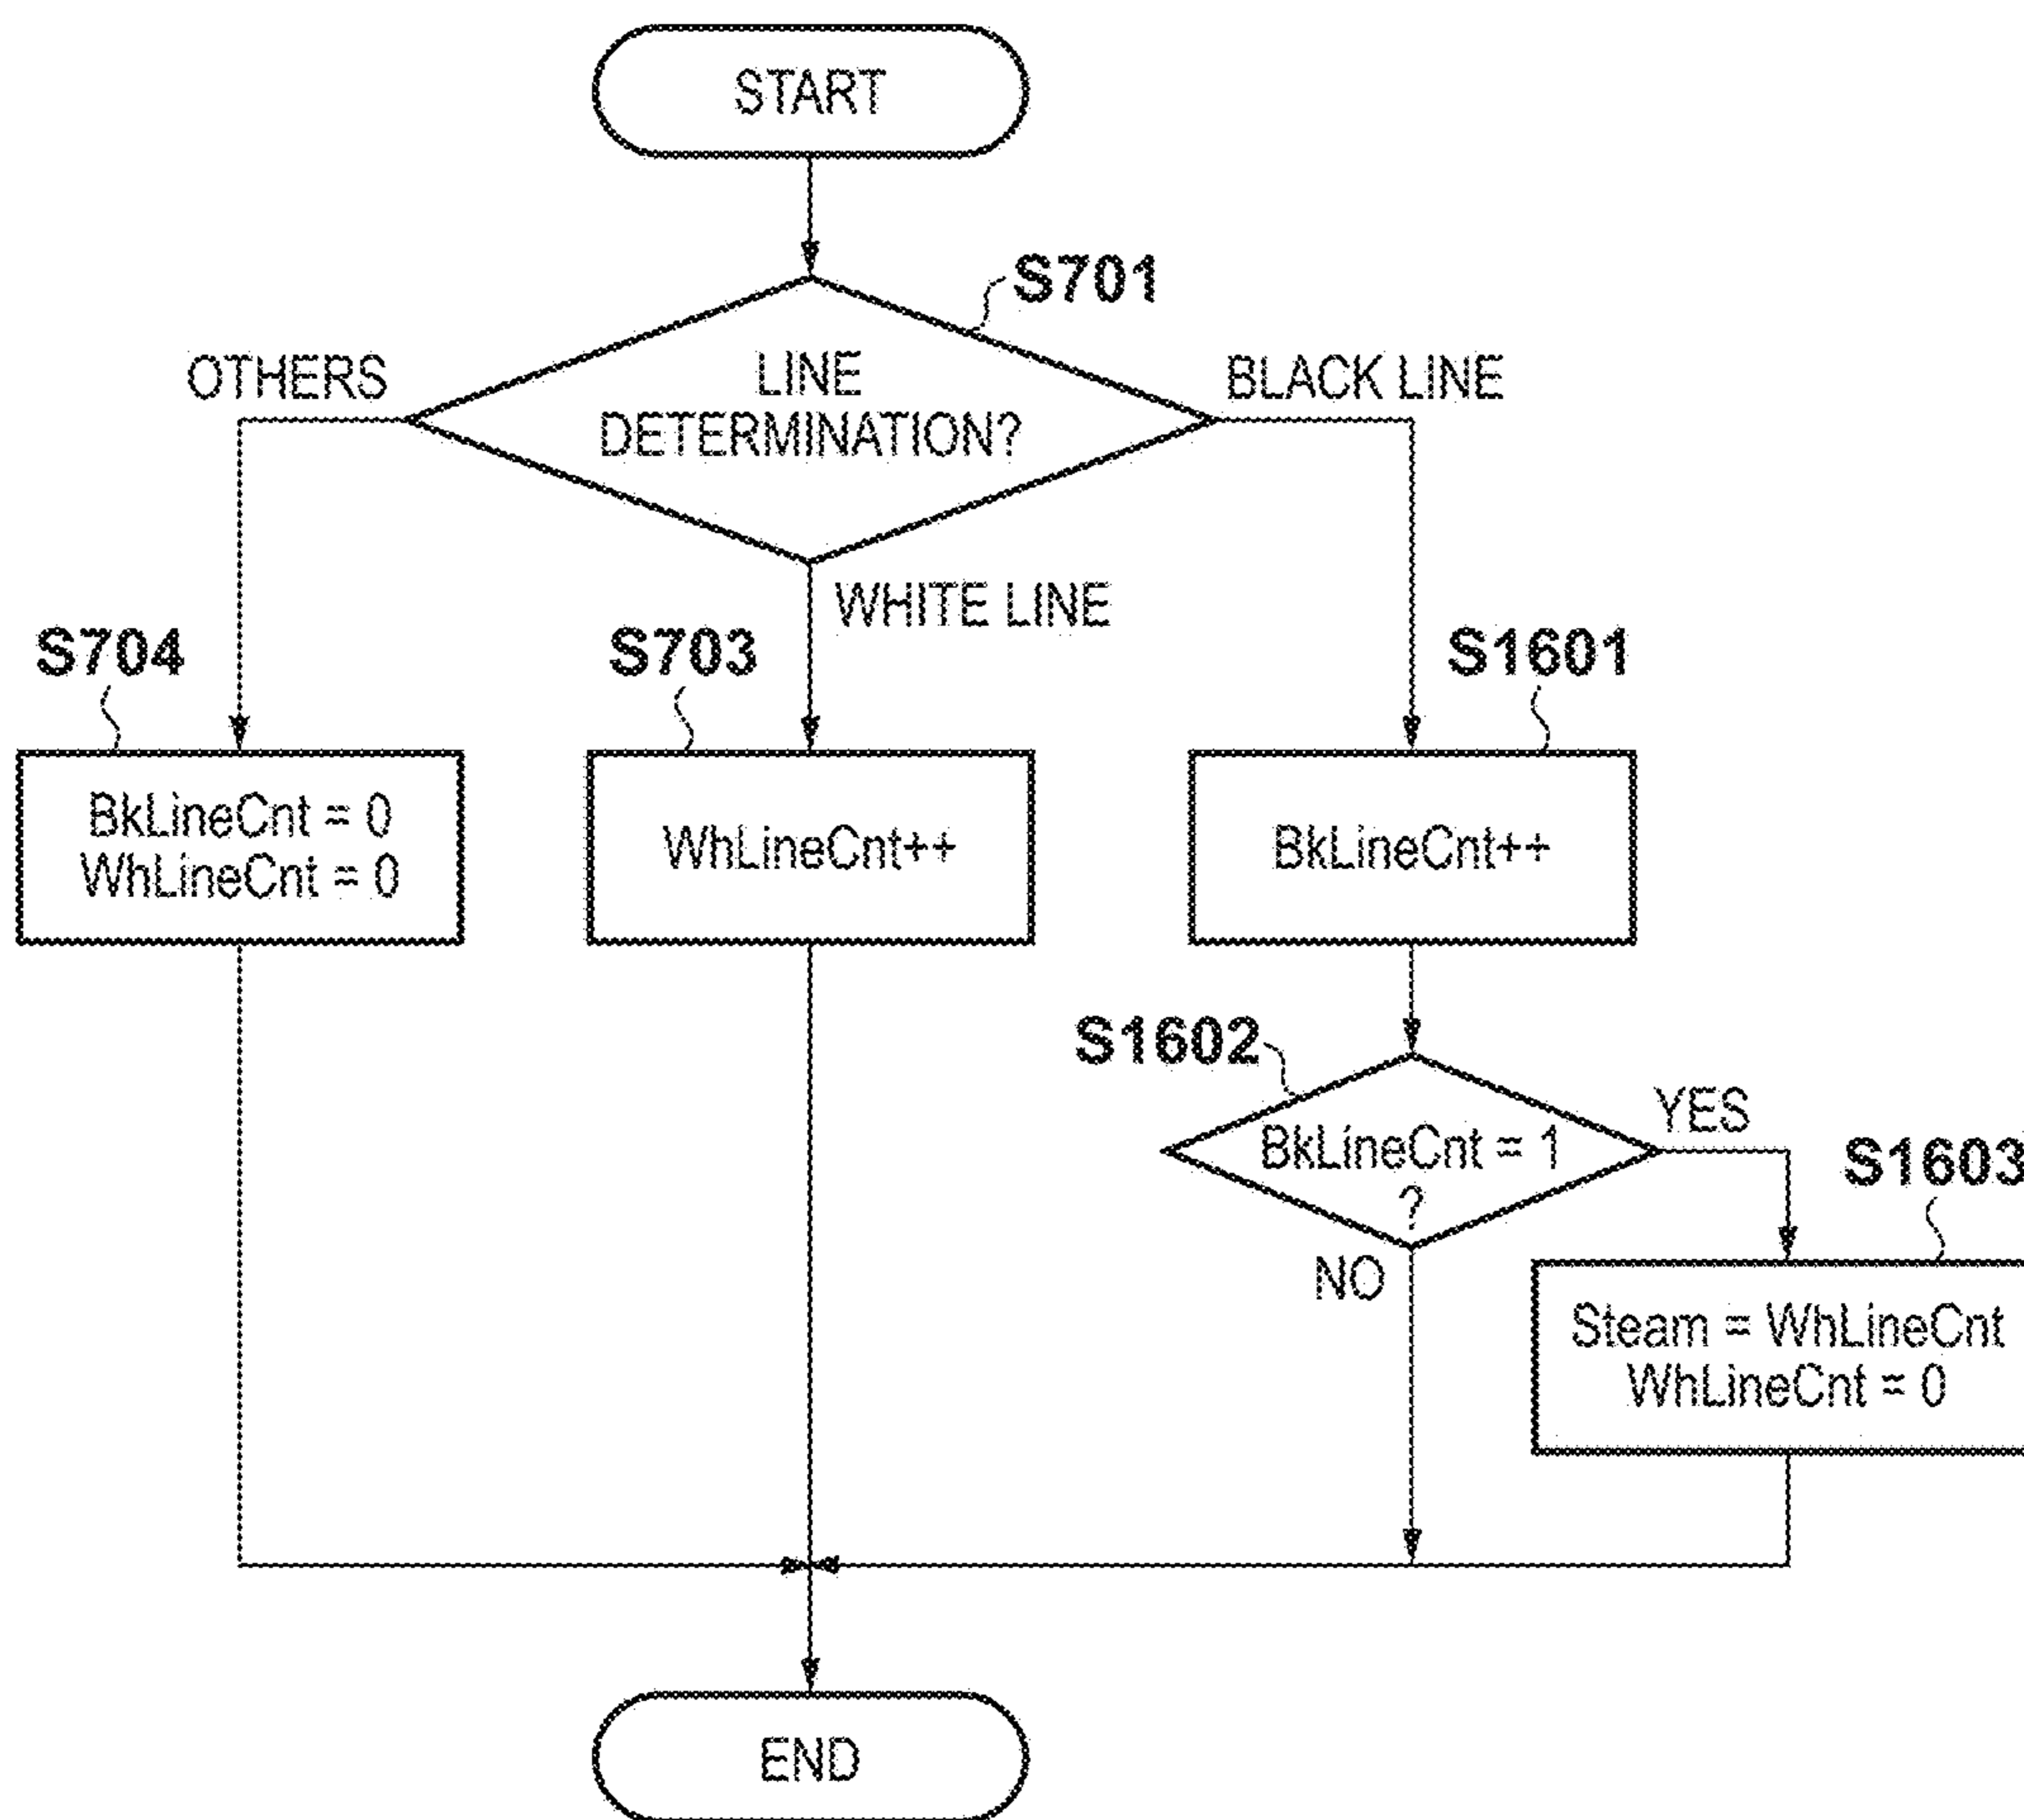 START
S701
OTHERS
LINE
DETERMINATION?
BLACK LINE
WHITE LINE
S704
S703
S1601
BkLineCnt = 0
WhLineCnt = 0
WhLineCnt++
BkLineCnt++
S1602
BkLineCnt = 1
?
YES
NO
S1603
Steam = WhLineCnt
WhLineCnt = 0
END